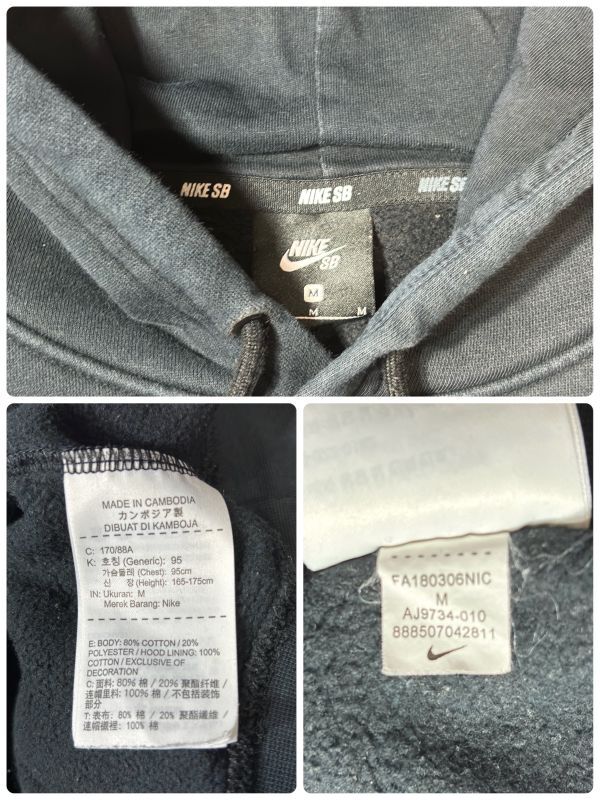 NIKE SB NIKE SB NIKE SB
NIKE
SB
M
M M
MADE IN CAMBODIA
カンボジア製
DIBUAT DI KAMBOJA
C: 170/88A
K: 호칭 (Generic): 95
가슴둘레 (Chest): 95cm
신 장 (Height): 165-175cm
IN: Ukuran: M
Merek Barang: Nike
E: BODY: 80% COTTON / 20%
POLYESTER / HOOD LINING: 100%
COTTON / EXCLUSIVE OF
DECORATION
C: 面料: 80% 棉 / 20% 聚酯纤维 /
连帽里料: 100% 棉 / 不包括装饰
部分
T: 表布: 80% 棉 / 20% 聚酯纖維 /
連帽襯裡: 100% 棉
FA180306NIC
M
AJ9734-010
888507042811